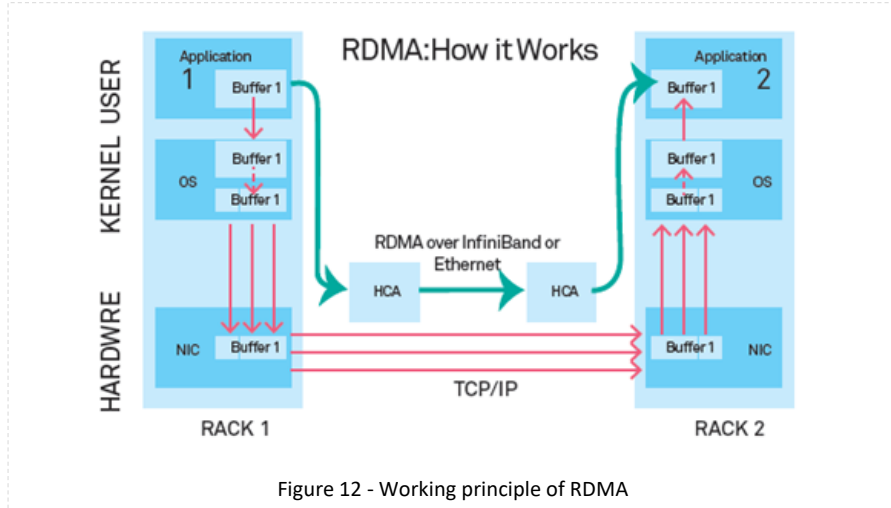 RDMA:How it Works
USER
KERNEL
HARDWRE
Application
1
Buffer 1
OS
Buffer 1
Buffer 1
NIC
Buffer 1
RACK 1
RDMA over InfiniBand or
Ethernet
HCA
HCA
TCP/IP
Application
2
Buffer 1
Buffer 1
OS
Buffer 1
Buffer 1
NIC
RACK 2
Figure 12 - Working principle of RDMA